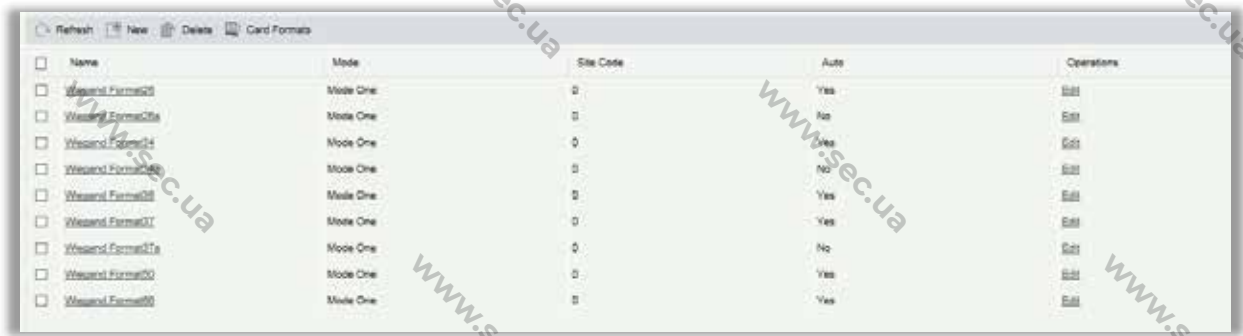 Refresh New Delete Card Formats
Name Mode Site Code Auto Operations
Wiegand Format26 Mode One 0 Yes Edit
Wiegand Format26a Mode One 0 No Edit
Wiegand Format34 Mode One 0 Yes Edit
Wiegand Format34a Mode One 0 No Edit
Wiegand Format36 Mode One 0 Yes Edit
Wiegand Format37 Mode One 0 Yes Edit
Wiegand Format37a Mode One 0 No Edit
Wiegand Format50 Mode One 0 Yes Edit
Wiegand Format66 Mode One 0 Yes Edit
www.sec.ua
www.sec.ua